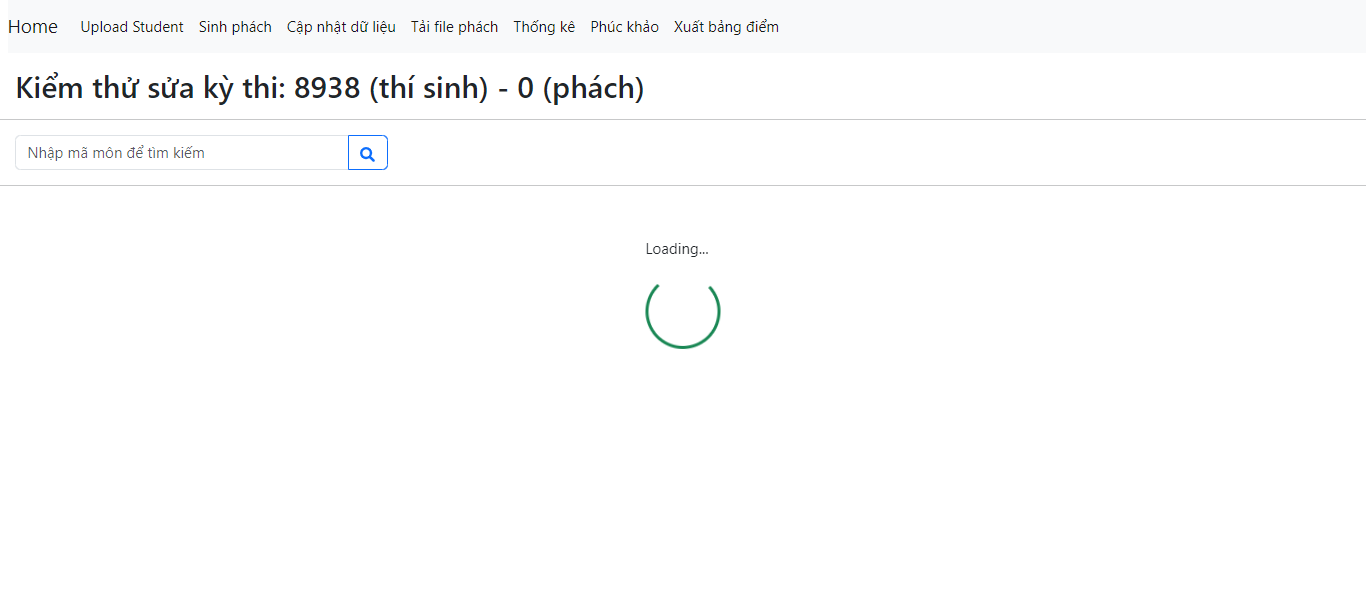 Home Upload Student Sinh phách Cập nhật dữ liệu Tải file phách Thống kê Phúc khảo Xuất bảng điểm
Kiểm thử sửa kỳ thi: 8938 (thí sinh) - 0 (phách)
Nhập mã môn để tìm kiếm
Loading...